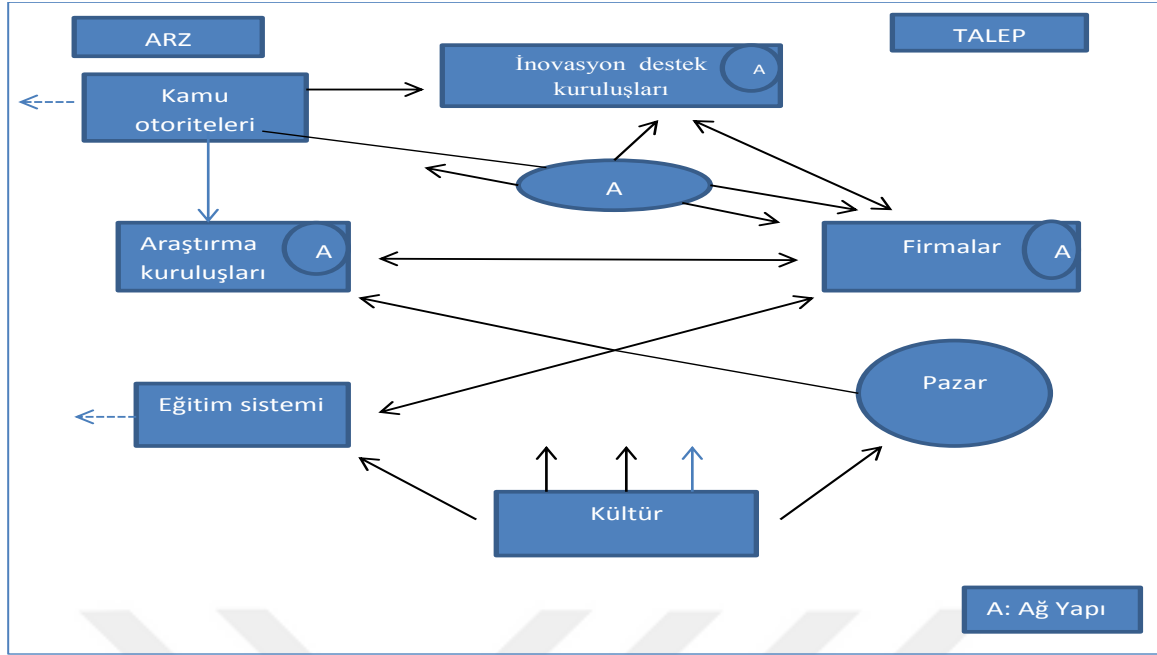 ARZ
TALEP
İnovasyon destek
kuruluşları
A
Kamu
otoriteleri
A
Araştırma
kuruluşları
A
Firmalar
A
Pazar
Eğitim sistemi
Kültür
A: Ağ Yapı